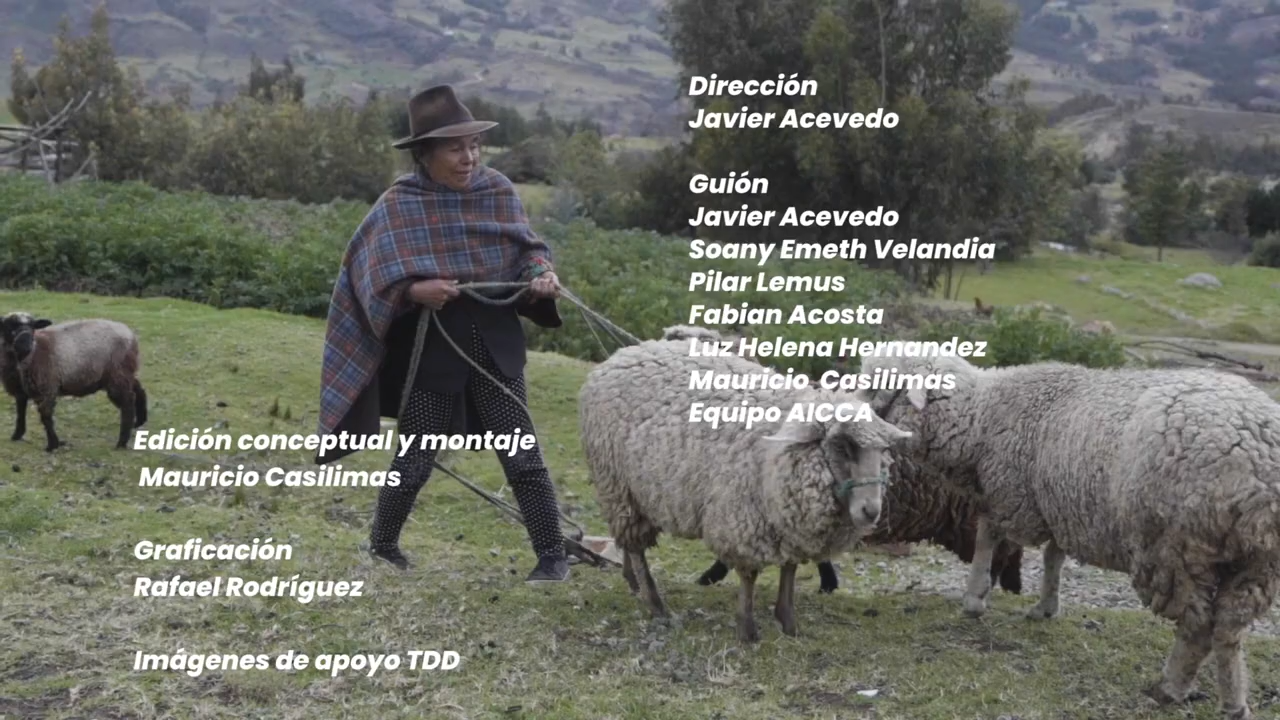 Dirección
Javier Acevedo
Guión
Javier Acevedo
Soany Emeth Velandia
Pilar Lemus
Fabian Acosta
Luz Helena Hernandez
Mauricio Casilimas
Equipo AICCA
Edición conceptual y montaje
Mauricio Casilimas
Graficación
Rafael Rodríguez
Imágenes de apoyo TDD